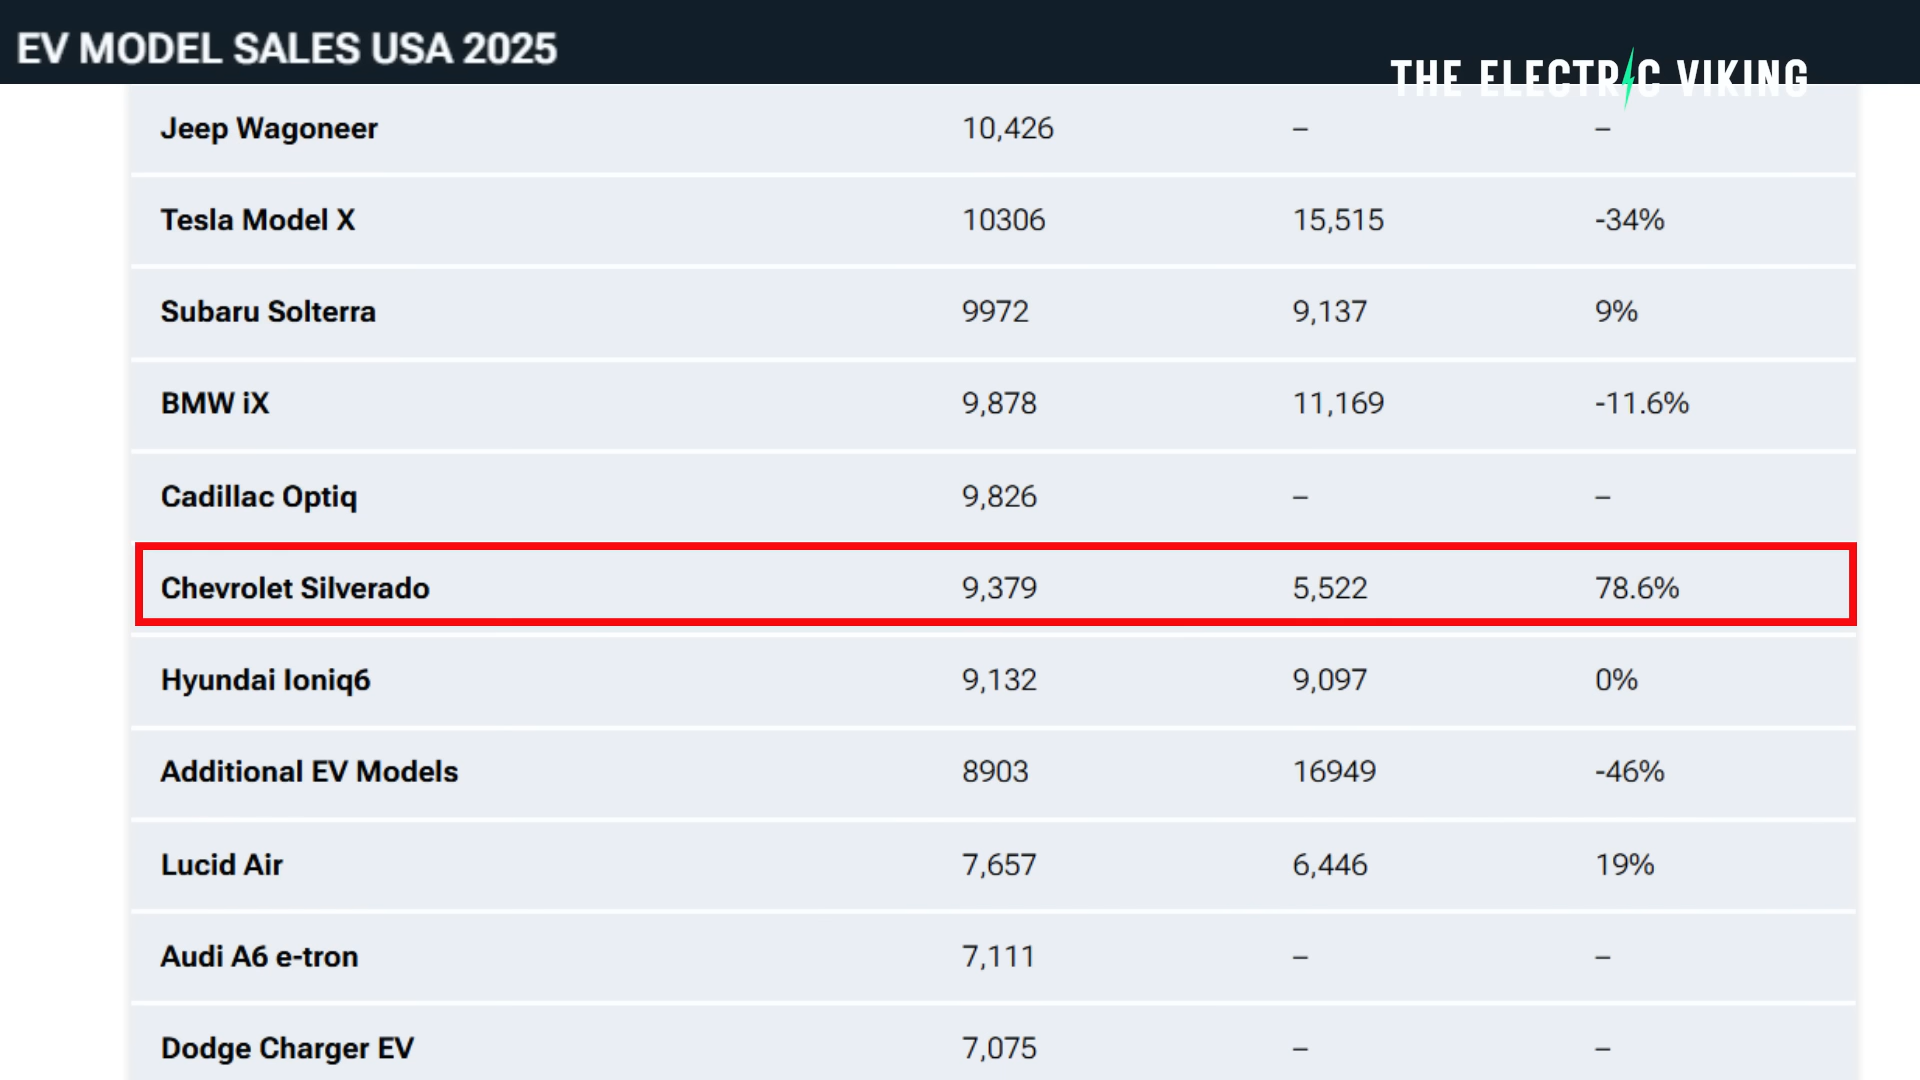 EV MODEL SALES USA 2025
THE ELECTRIC VIKING
Jeep Wagoneer 10,426 – –
Tesla Model X 10306 15,515 -34%
Subaru Solterra 9972 9,137 9%
BMW iX 9,878 11,169 -11.6%
Cadillac Optiq 9,826 – –
Chevrolet Silverado 9,379 5,522 78.6%
Hyundai Ioniq6 9,132 9,097 0%
Additional EV Models 8903 16949 -46%
Lucid Air 7,657 6,446 19%
Audi A6 e-tron 7,111 – –
Dodge Charger EV 7,075 – –